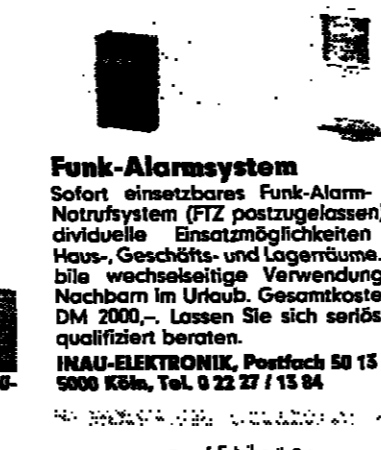 Funk-Alarmsystem
Sofort einsetzbares Funk-Alarm-
Notrufsystem (FTZ postzugelassen)
dividuelle Einsatzmöglichkeiten
Haus-, Geschäfts- und Lagerräume.
bile wechselseitige Verwendung
Nachbarn im Urlaub. Gesamtkoste
DM 2000,–. Lassen Sie sich seriös
qualifiziert beraten.
INAU-ELEKTRONIK, Postfach 50 13
5000 Köln, Tel. 0 22 27 / 13 84